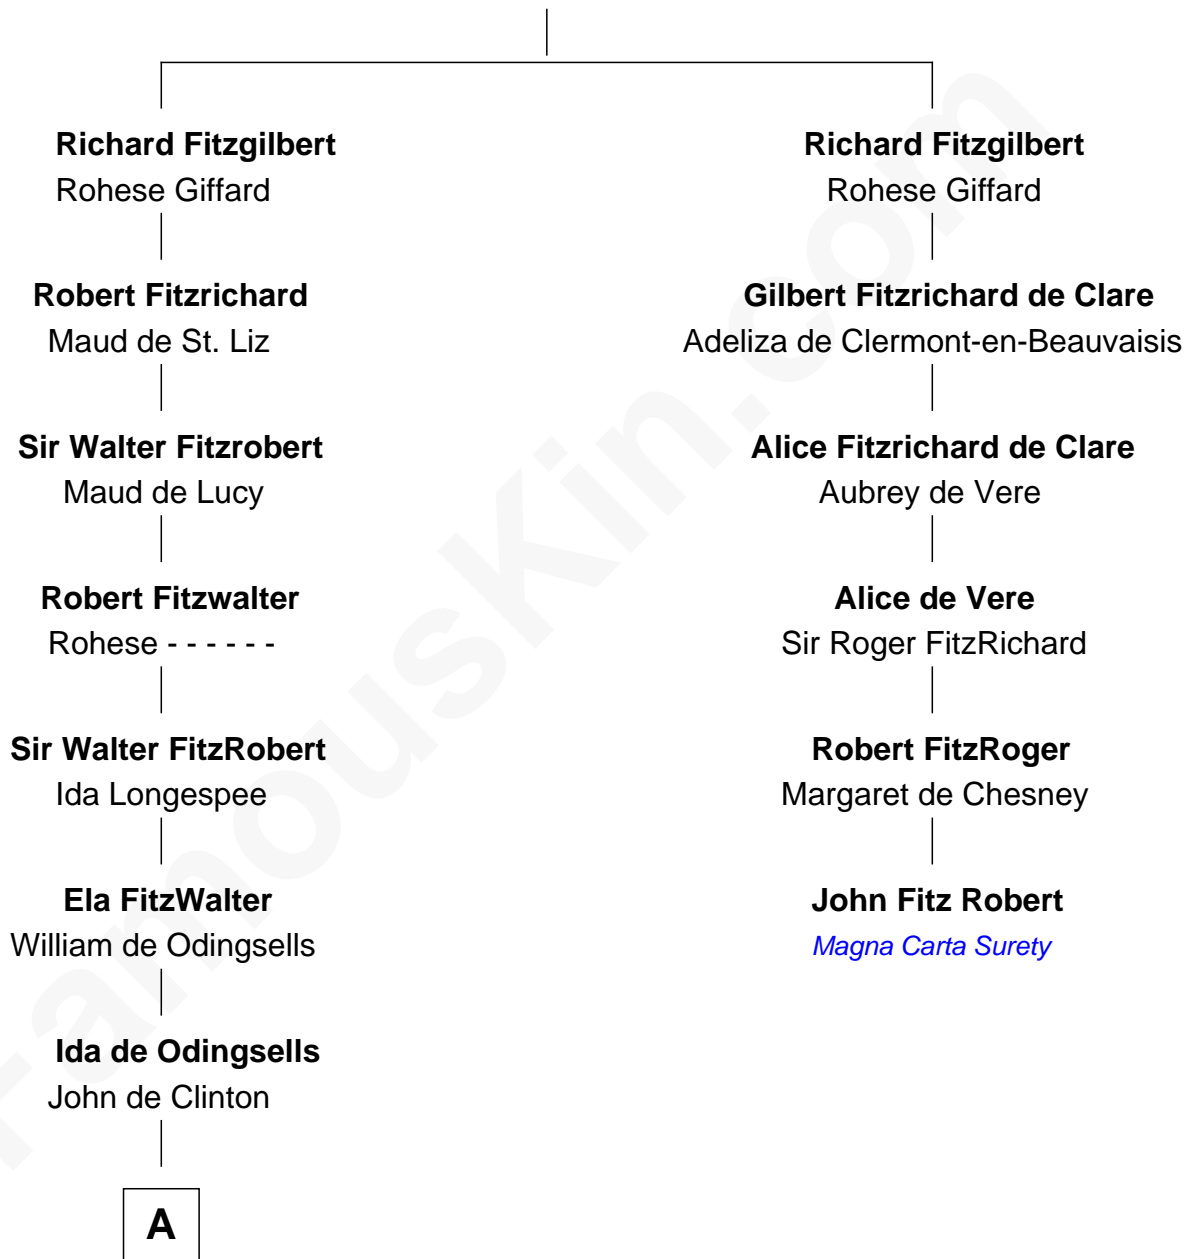 Richard Fitzgilbert
Rohese Giffard
Robert Fitzrichard
Maud de St. Liz
Sir Walter Fitzrobert
Maud de Lucy
Robert Fitzwalter
Rohese - - - - - -
Sir Walter FitzRobert
Ida Longespee
Ela FitzWalter
William de Odingsells
Ida de Odingsells
John de Clinton
A
Richard Fitzgilbert
Rohese Giffard
Gilbert Fitzrichard de Clare
Adeliza de Clermont-en-Beauvaisis
Alice Fitzrichard de Clare
Aubrey de Vere
Alice de Vere
Sir Roger FitzRichard
Robert FitzRoger
Margaret de Chesney
John Fitz Robert
Magna Carta Surety
FamousKin.com